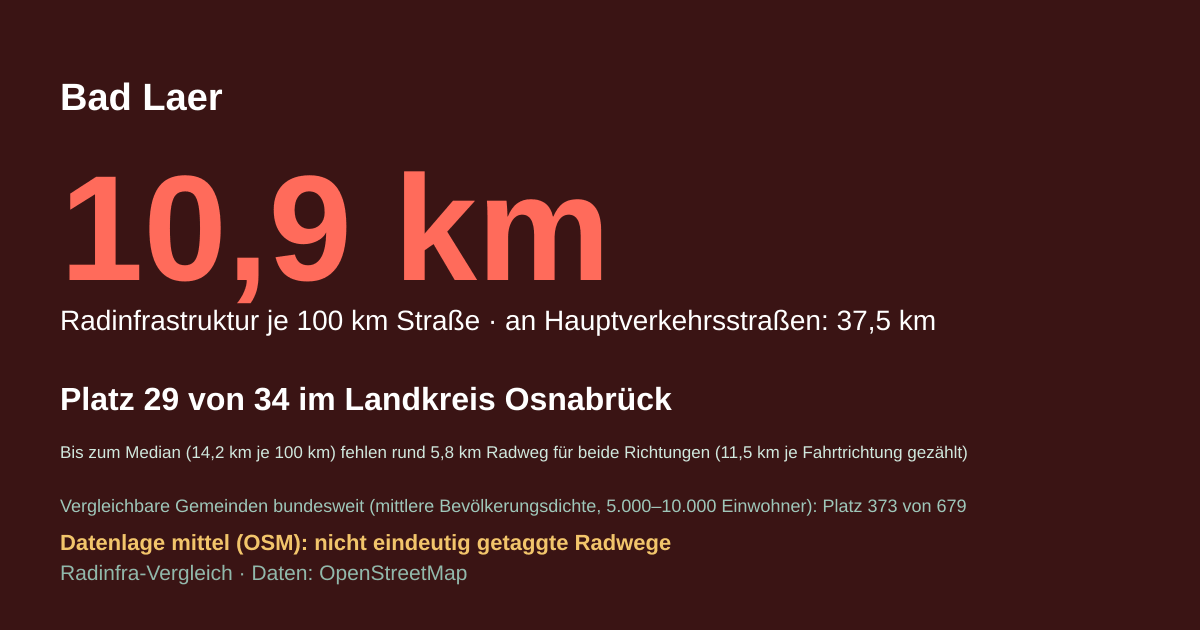 Bad Laer
10,9 km
Radinfrastruktur je 100 km Straße · an Hauptverkehrsstraßen: 37,5 km
Platz 29 von 34 im Landkreis Osnabrück
Bis zum Median (14,2 km je 100 km) fehlen rund 5,8 km Radweg für beide Richtungen (11,5 km je Fahrtrichtung gezählt)
Vergleichbare Gemeinden bundesweit (mittlere Bevölkerungsdichte, 5.000–10.000 Einwohner): Platz 373 von 679
Datenlage mittel (OSM): nicht eindeutig getaggte Radwege
Radinfra-Vergleich · Daten: OpenStreetMap